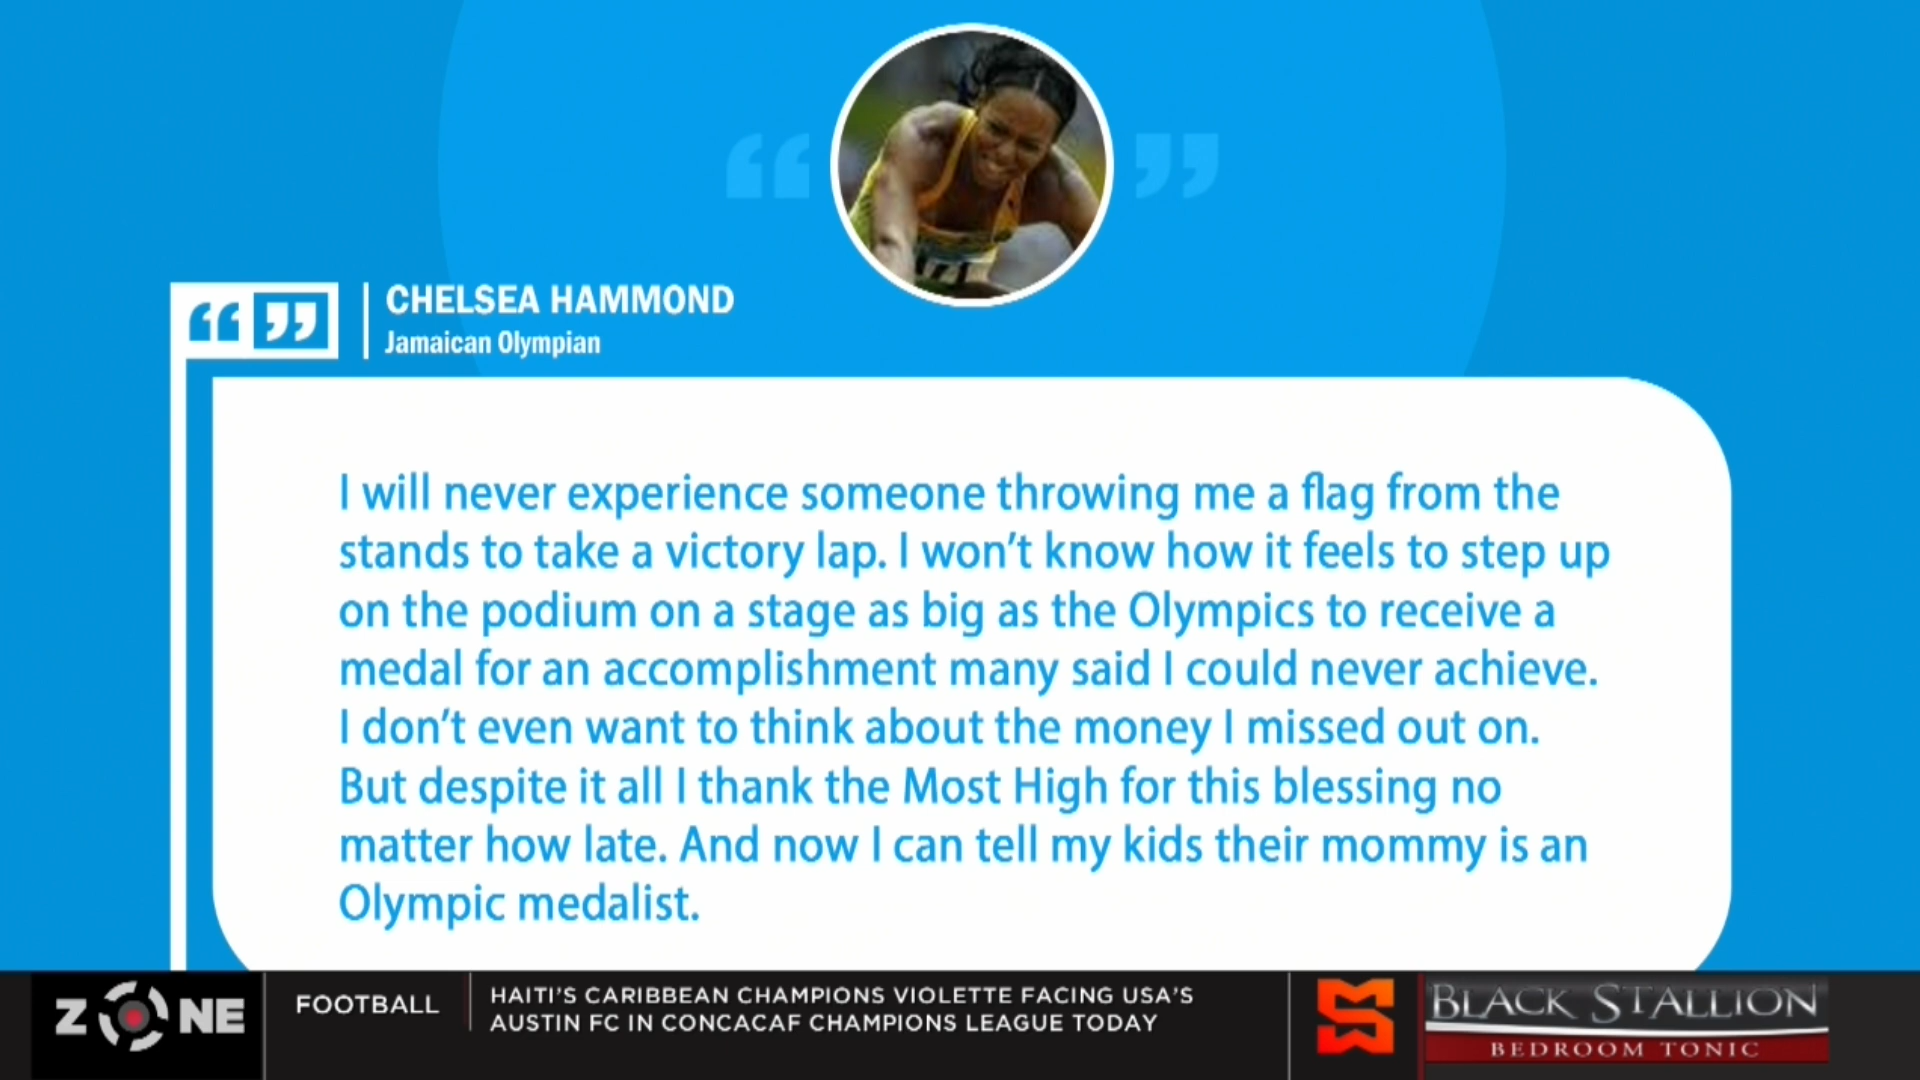 “ ”
CHELSEA HAMMOND
Jamaican Olympian
“ ”
I will never experience someone throwing me a flag from the
stands to take a victory lap. I won’t know how it feels to step up
on the podium on a stage as big as the Olympics to receive a
medal for an accomplishment many said I could never achieve.
I don’t even want to think about the money I missed out on.
But despite it all I thank the Most High for this blessing no
matter how late. And now I can tell my kids their mommy is an
Olympic medalist.
ZONE
FOOTBALL
HAITI’S CARIBBEAN CHAMPIONS VIOLETTE FACING USA’S
AUSTIN FC IN CONCACAF CHAMPIONS LEAGUE TODAY
BLACK STALLION
BEDROOM TONIC